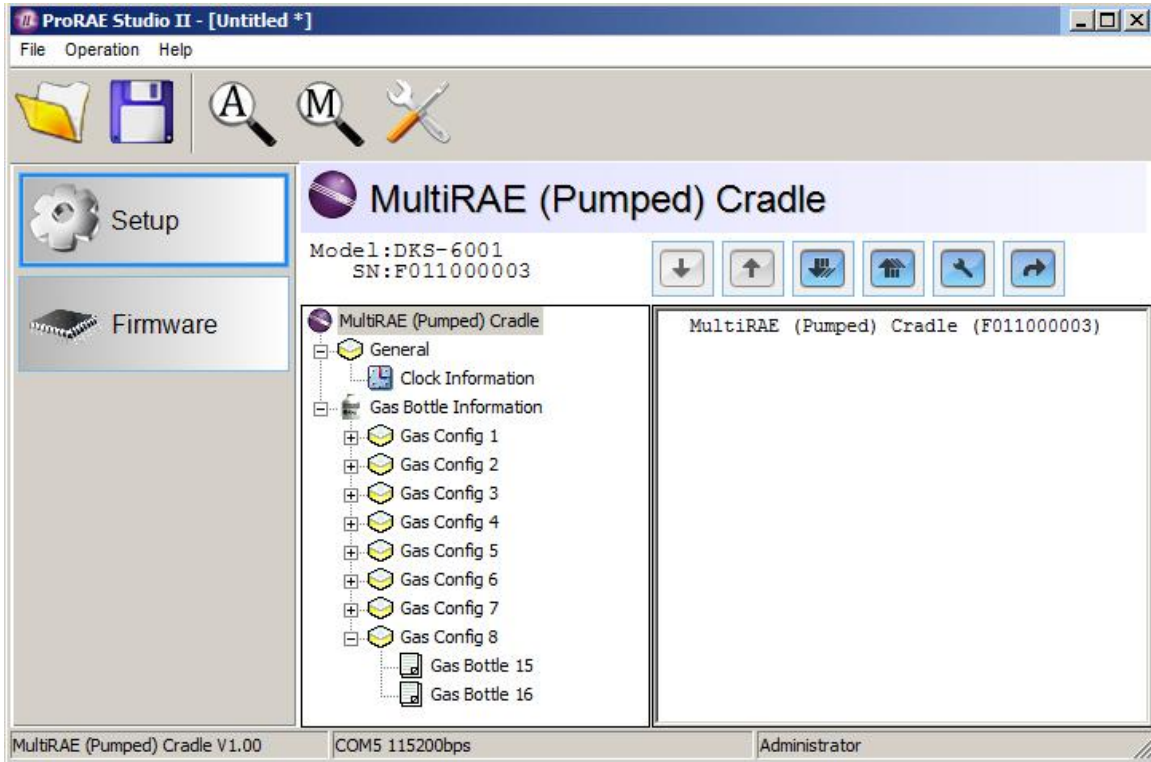 ProRAE Studio II - [Untitled *]
File Operation Help
A M
Setup
Firmware
MultiRAE (Pumped) Cradle
Model:DKS-6001
SN:F011000003
MultiRAE (Pumped) Cradle
General
Clock Information
Gas Bottle Information
Gas Config 1
Gas Config 2
Gas Config 3
Gas Config 4
Gas Config 5
Gas Config 6
Gas Config 7
Gas Config 8
Gas Bottle 15
Gas Bottle 16
MultiRAE (Pumped) Cradle (F011000003)
MultiRAE (Pumped) Cradle V1.00 COM5 115200bps Administrator